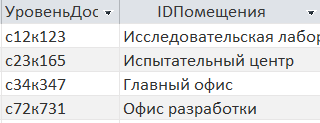 УровеньДос IDПомещения
с12к123 Исследовательская лабор
с23к165 Испытательный центр
с34к347 Главный офис
с72к731 Офис разработки